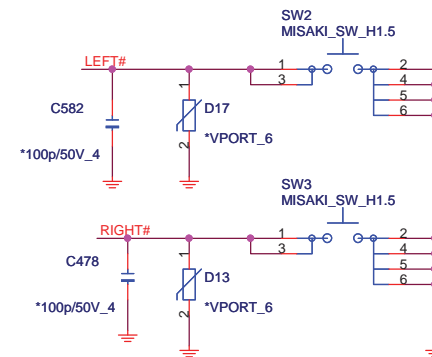 SW2
MISAKI_SW_H1.5
LEFT#
1
2
3
4
5
6
C582
1
D17
*VPORT_6
2
*100p/50V_4
SW3
MISAKI_SW_H1.5
RIGHT#
1
2
3
4
5
6
C478
1
D13
*VPORT_6
2
*100p/50V_4